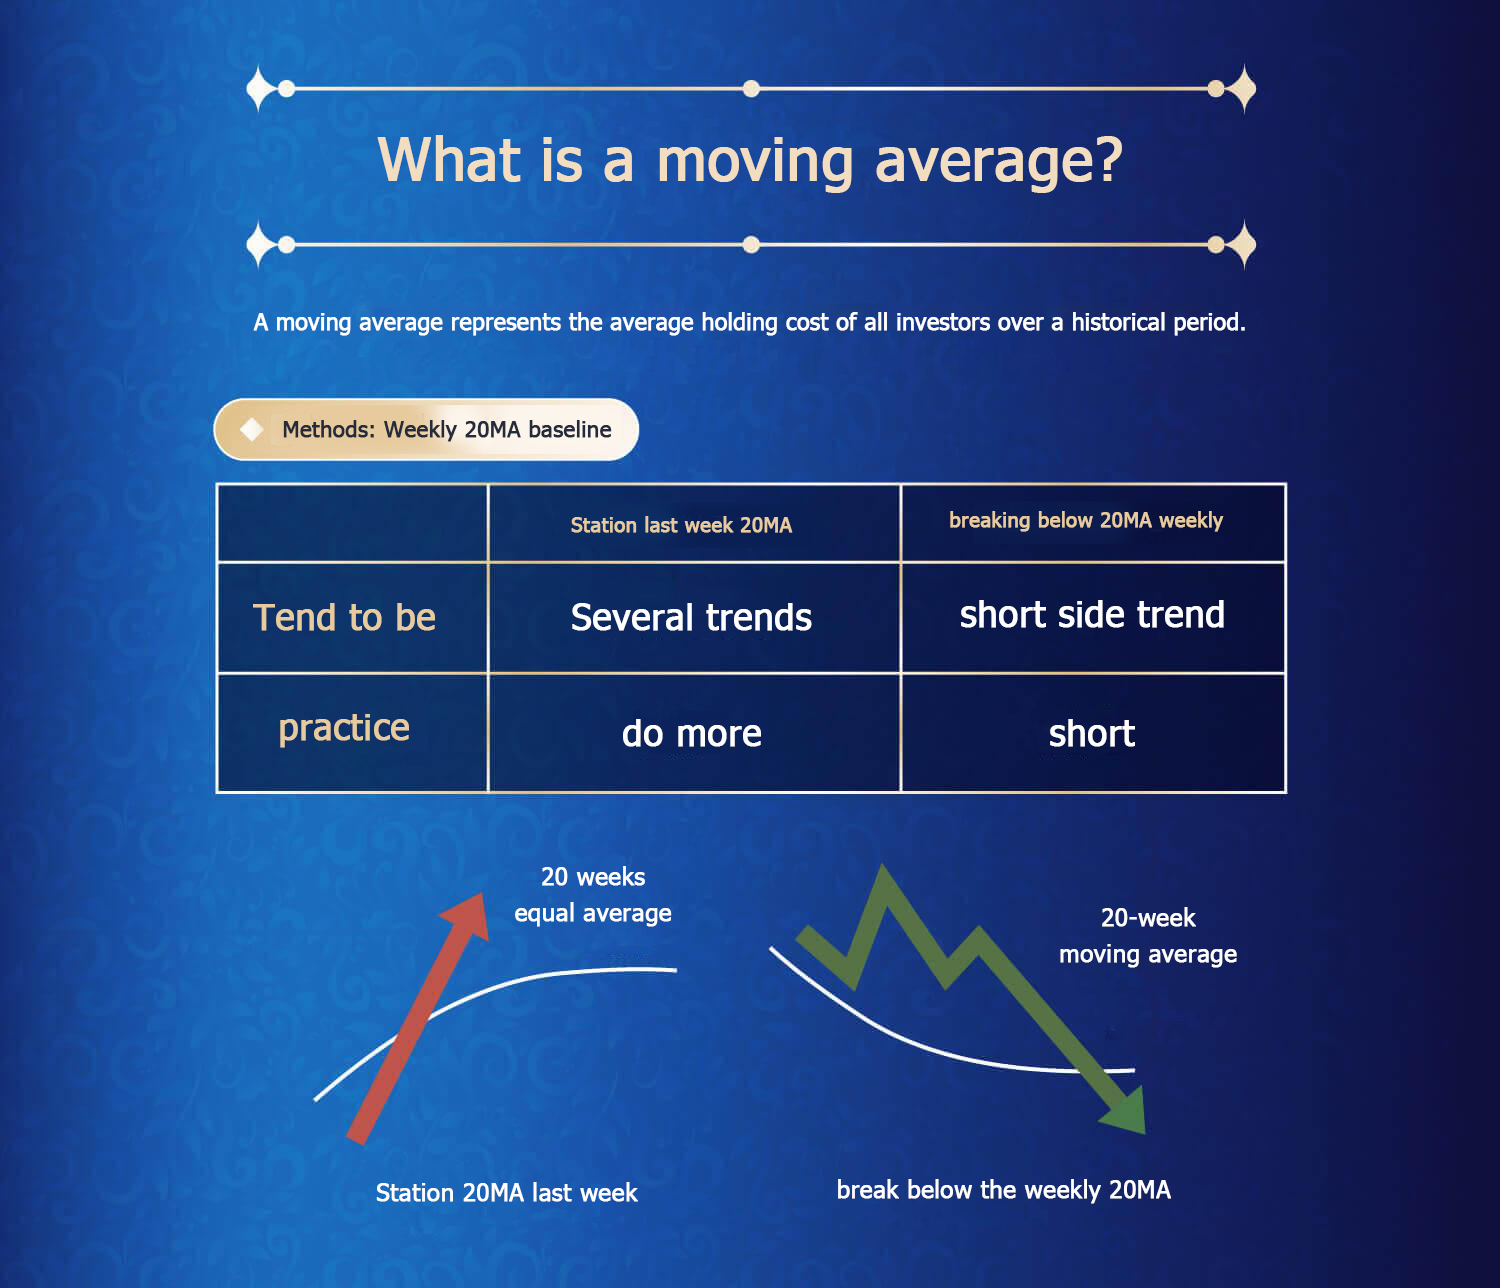 What is a moving average?
A moving average represents the average holding cost of all investors over a historical period.
Methods: Weekly 20MA baseline
Station last week 20MA
breaking below 20MA weekly
Tend to be
Several trends
short side trend
practice
do more
short
20 weeks
equal average
20-week
moving average
Station 20MA last week
break below the weekly 20MA